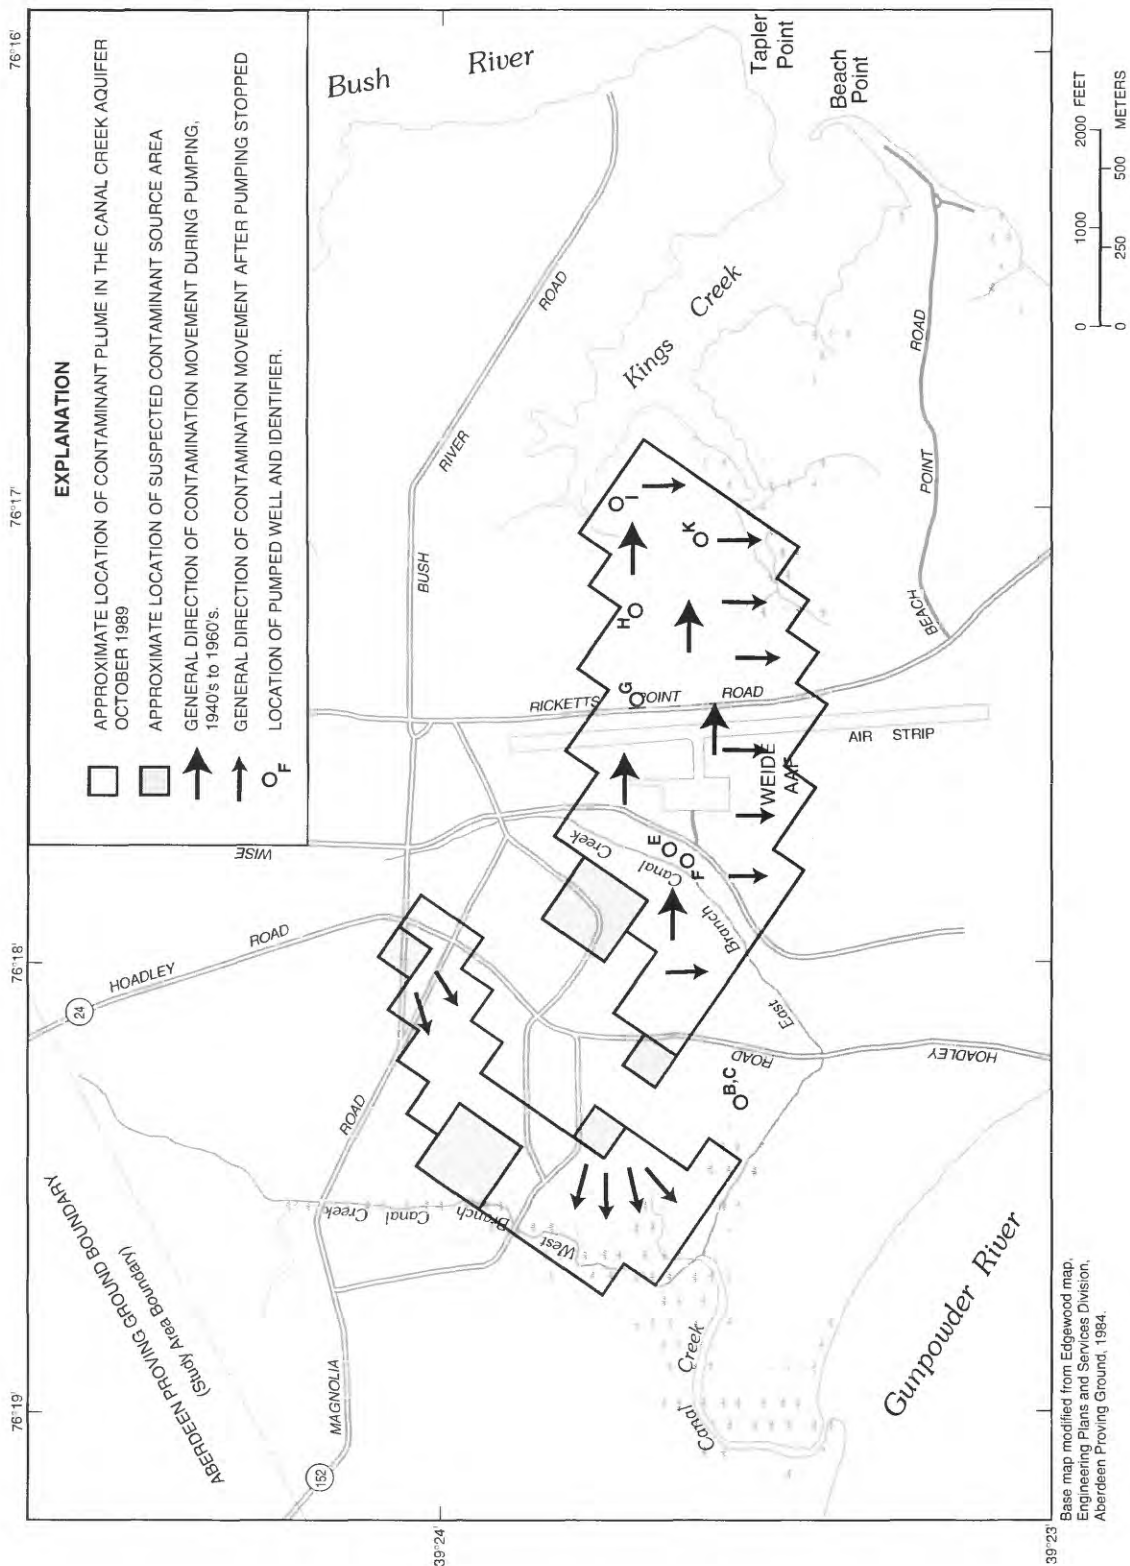 EXPLANATION
APPROXIMATE LOCATION OF CONTAMINANT PLUME IN THE CANAL CREEK AQUIFER
OCTOBER 1989
APPROXIMATE LOCATION OF SUSPECTED CONTAMINANT SOURCE AREA
GENERAL DIRECTION OF CONTAMINATION MOVEMENT DURING PUMPING,
1940's to 1960's.
GENERAL DIRECTION OF CONTAMINATION MOVEMENT AFTER PUMPING STOPPED
F
LOCATION OF PUMPED WELL AND IDENTIFIER.
76°19'
76°18'
76°17'
76°16'
39°24'
39°23'
ABERDEEN PROVING GROUND BOUNDARY
(Study Area Boundary)
24
HOADLEY
ROAD
WISE
152
MAGNOLIA
ROAD
BUSH
RIVER
ROAD
Bush
River
West
Branch
Canal
Creek
Creek
Canal
Branch
East
RICKETTS
POINT
ROAD
E
F
G
H
I
K
B,C
WEIDE
AAF
AIR STRIP
Kings
Creek
Tapler
Point
Beach
Point
BEACH
POINT
ROAD
ROAD
HOADLEY
Canal
Creek
Gunpowder River
0 1000 2000 FEET
0 250 500 METERS
Base map modified from Edgewood map,
Engineering Plans and Services Division,
Aberdeen Proving Ground, 1984.